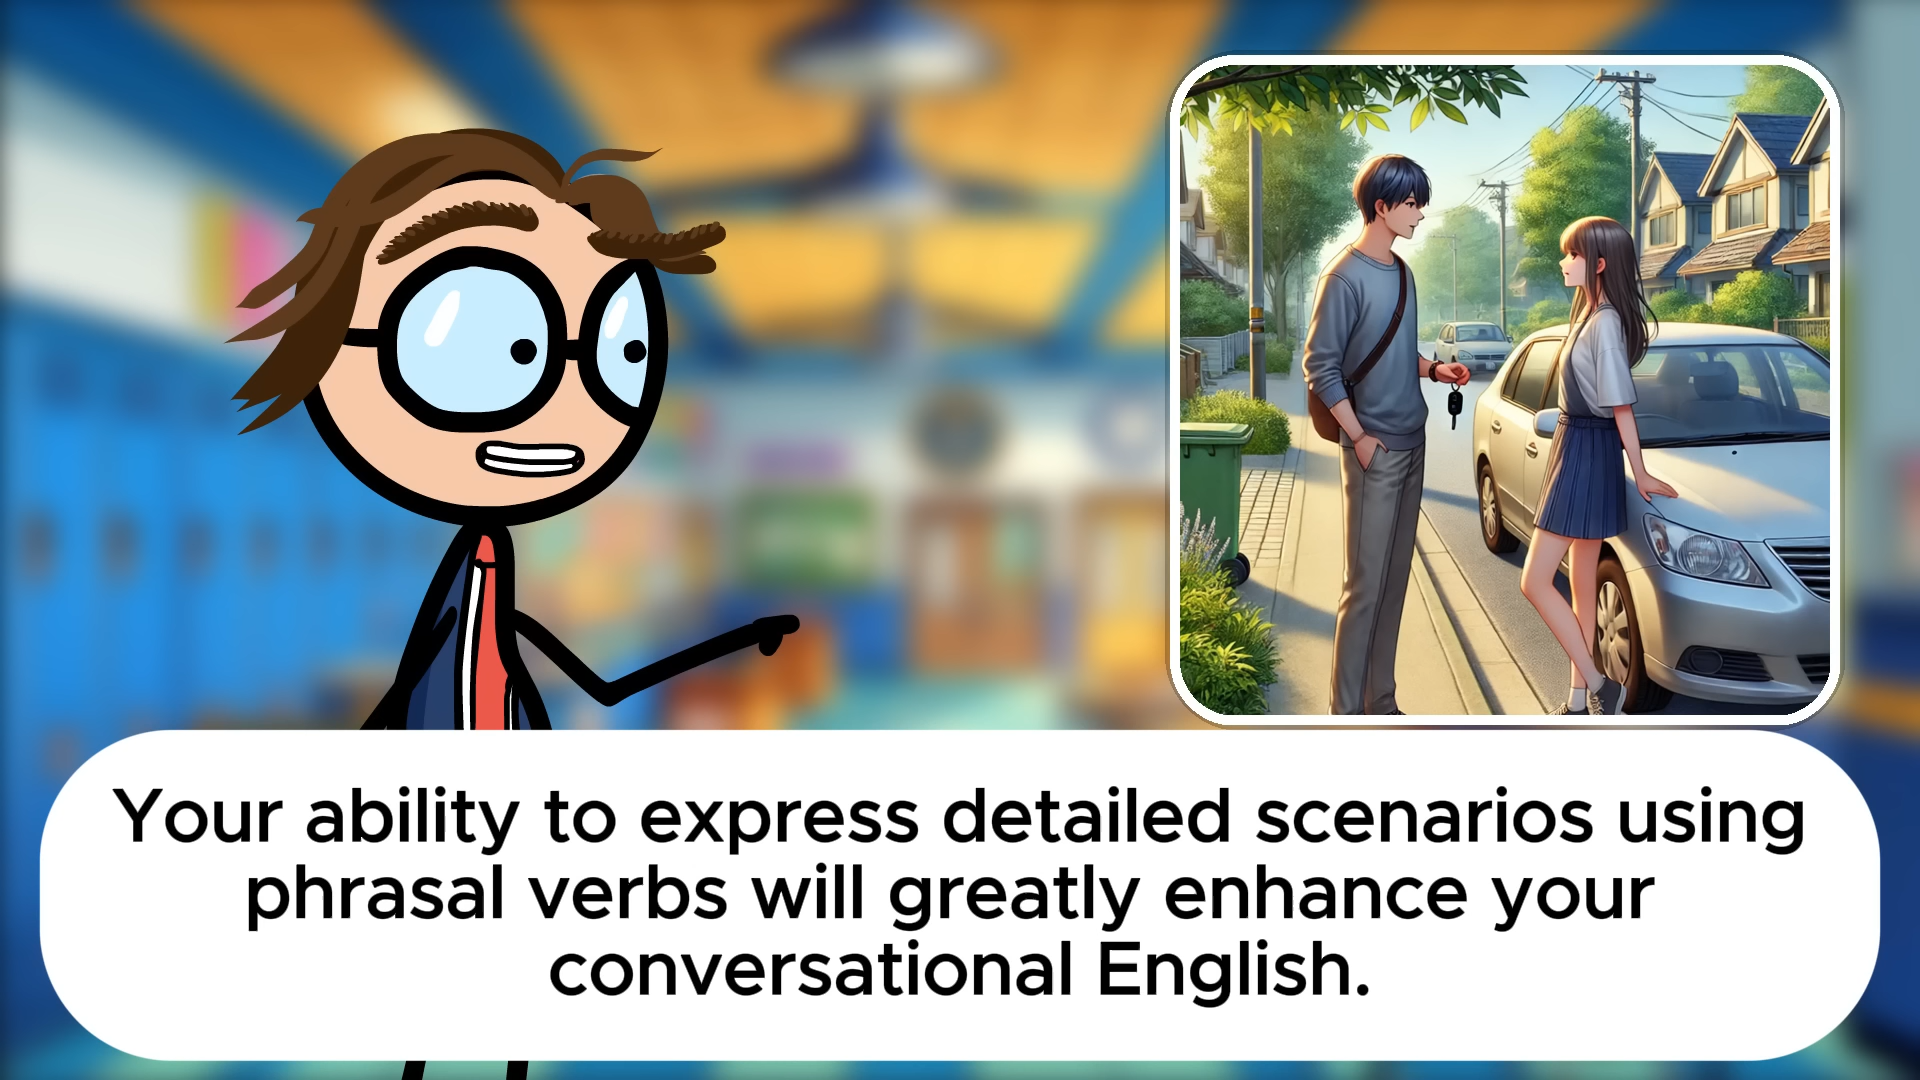 Your ability to express detailed scenarios using
phrasal verbs will greatly enhance your
conversational English.